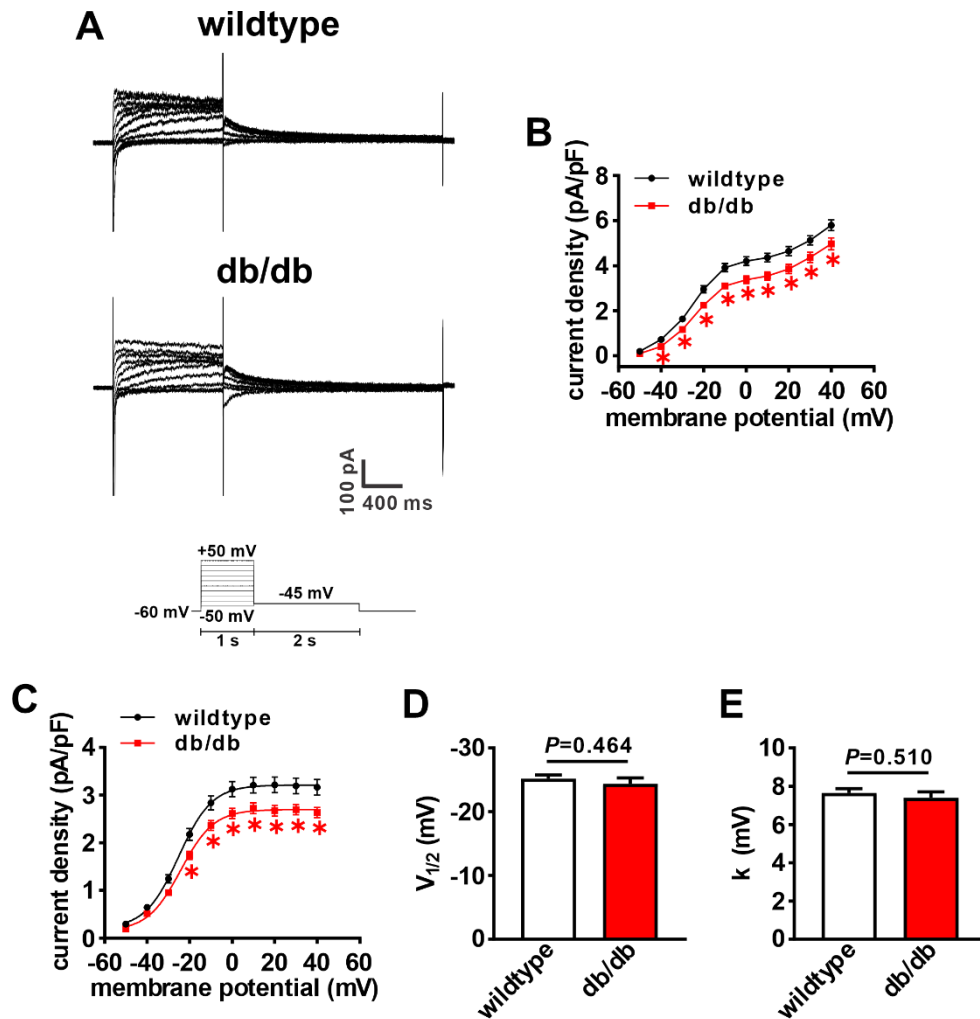 A
wildtype
db/db
100 pA
400 ms
+50 mV
-45 mV
-60 mV
-50 mV
1 s
2 s
B
wildtype
db/db
current density (pA/pF)
8
6
4
2
0
-60 -40 -20 0 20 40 60
membrane potential (mV)
* * * * * * * * *
C
wildtype
db/db
current density (pA/pF)
4
3
2
1
0
-60 -40 -20 0 20 40 60
membrane potential (mV)
* * * * * * *
D
P=0.464
V1/2 (mV)
-30
-20
-10
0
wildtype
db/db
E
P=0.510
k (mV)
10
8
6
4
2
0
wildtype
db/db